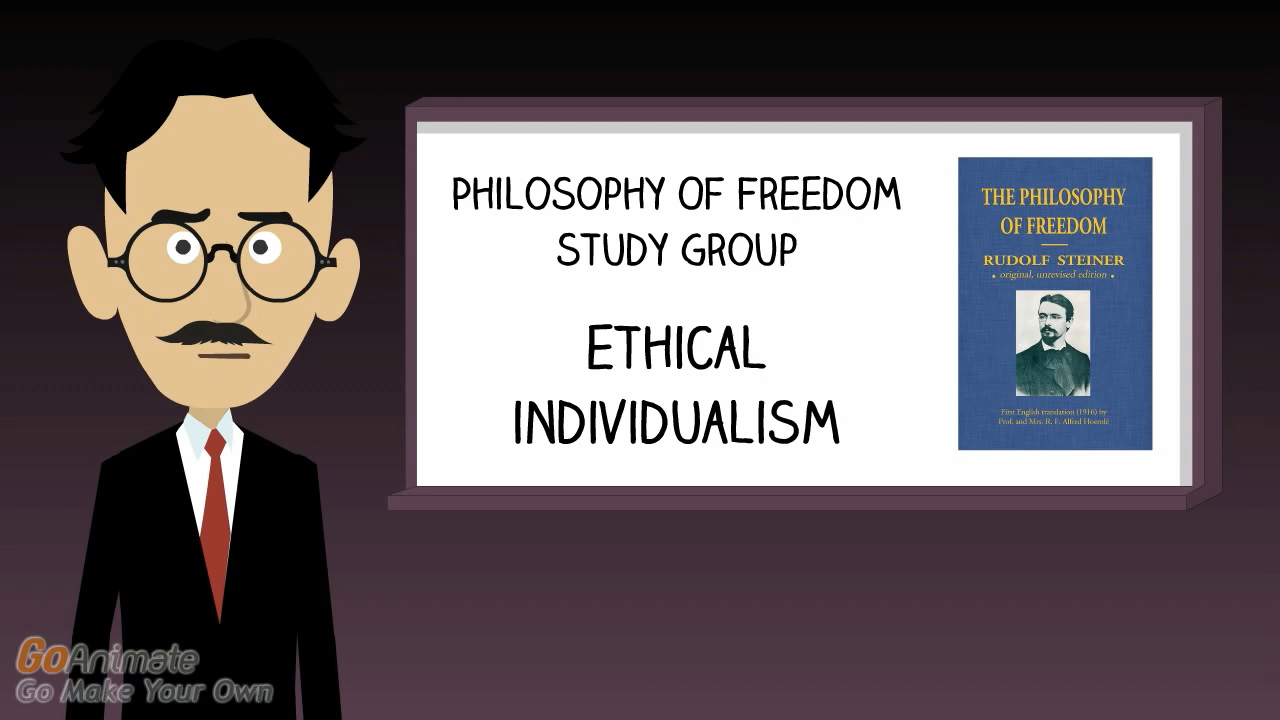 PHILOSOPHY OF FREEDOM
STUDY GROUP
ETHICAL
INDIVIDUALISM
THE PHILOSOPHY
OF FREEDOM
RUDOLF STEINER
• original, unrevised edition •
First English translation (1916) by
Prof. and Mrs. R. F. Alfred Hoernlé
GoAnimate
Go Make Your Own